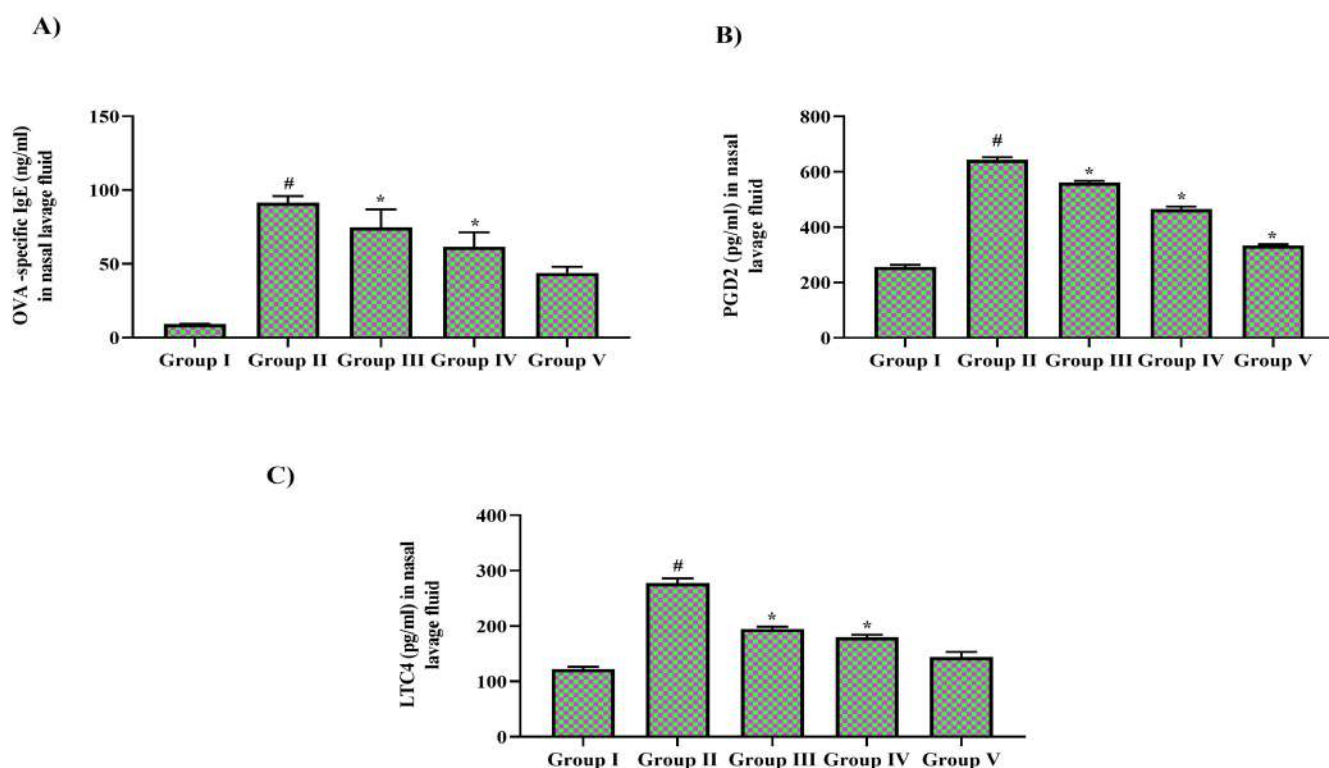 A)
OVA -specific IgE (ng/ml)
in nasal lavage fluid
150
100
50
0
#
*
*
Group I Group II Group III Group IV Group V
B)
PGD2 (pg/ml) in nasal
lavage fluid
800
600
400
200
0
#
*
*
*
Group I Group II Group III Group IV Group V
C)
LTC4 (pg/ml) in nasal
lavage fluid
400
300
200
100
0
#
*
*
Group I Group II Group III Group IV Group V